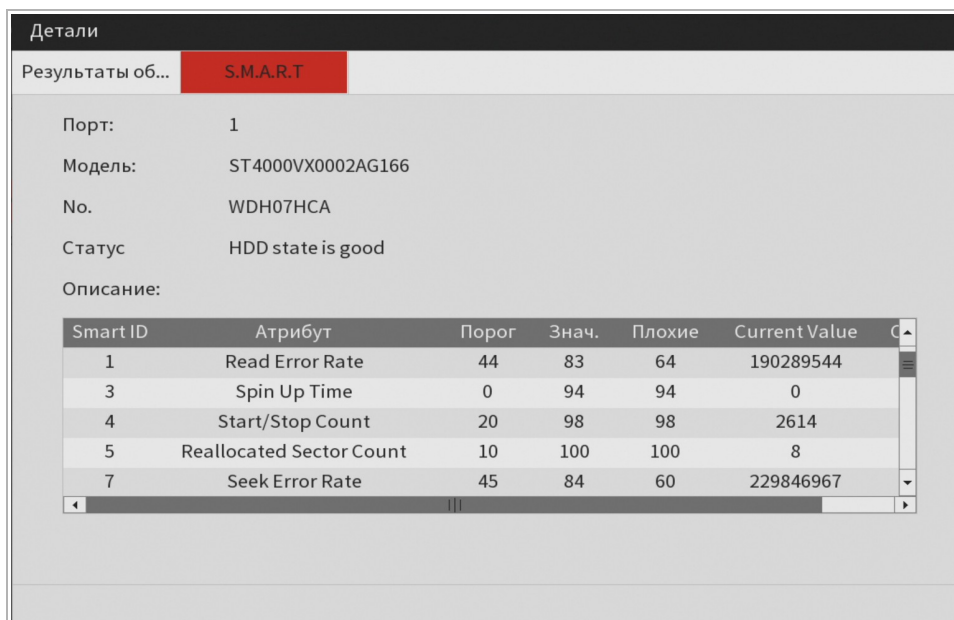 Детали
Результаты об... S.M.A.R.T
Порт: 1
Модель: ST4000VX0002AG166
No. WDH07HCA
Статус HDD state is good
Описание:
Smart ID Атрибут Порог Знач. Плохие Current Value
1 Read Error Rate 44 83 64 190289544
3 Spin Up Time 0 94 94 0
4 Start/Stop Count 20 98 98 2614
5 Reallocated Sector Count 10 100 100 8
7 Seek Error Rate 45 84 60 229846967